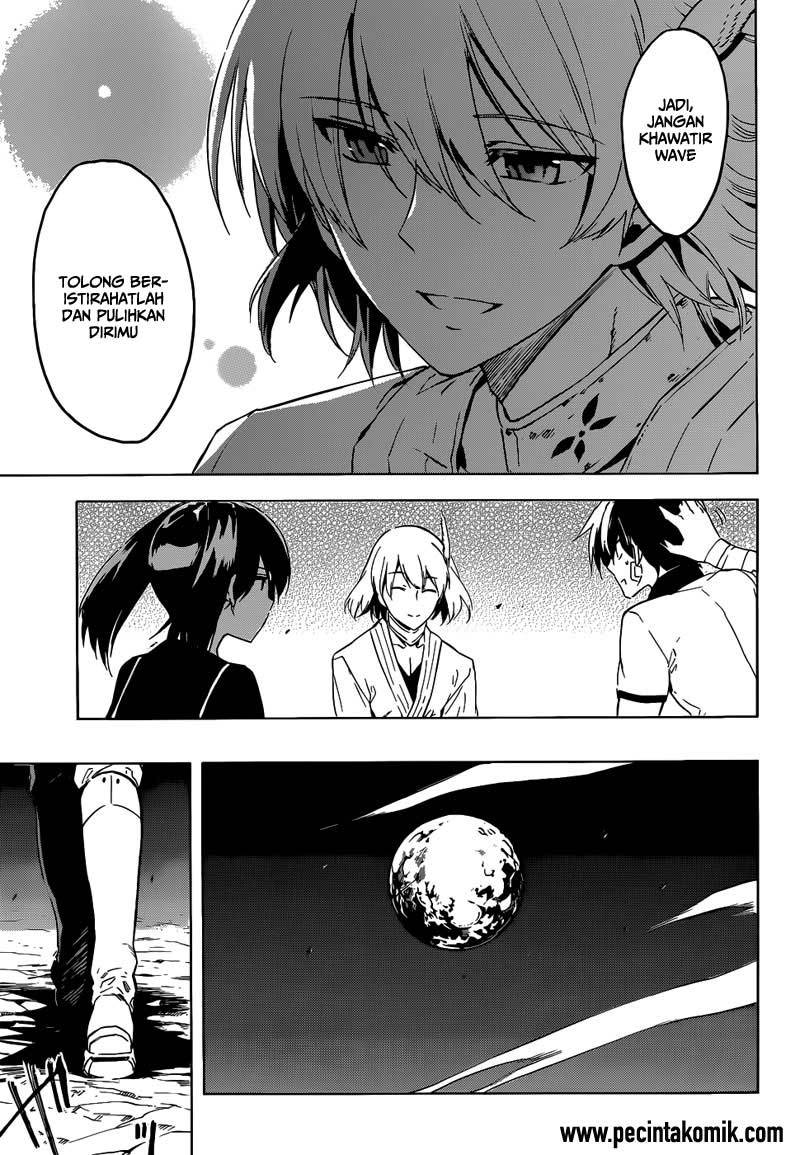 JADI,
JANGAN
KHAWATIR
WAVE
TOLONG BER-
ISTIRAHATLAH
DAN PULIHKAN
DIRIMU
www.pecintakomik.com